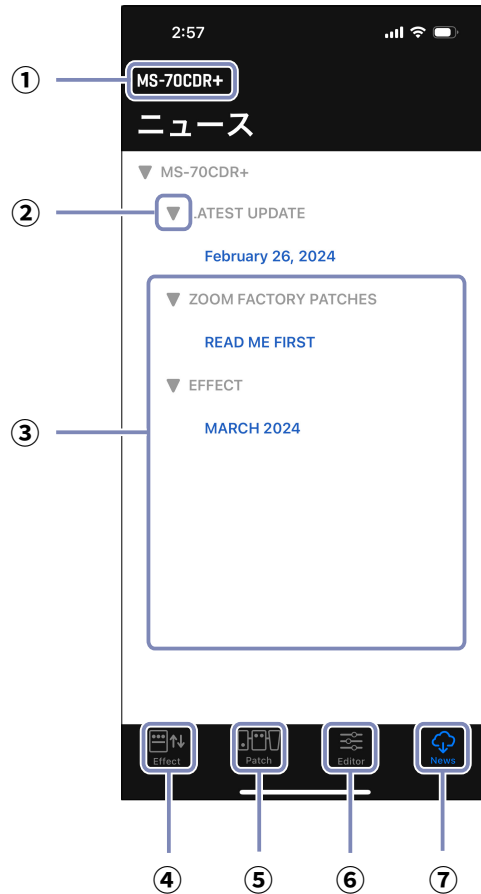 2:57
① MS-70CDR+
ニュース
▼ MS-70CDR+
② ▼ .ATEST UPDATE
February 26, 2024
▼ ZOOM FACTORY PATCHES
READ ME FIRST
▼ EFFECT
③ MARCH 2024
Effect Patch Editor News
④ ⑤ ⑥ ⑦